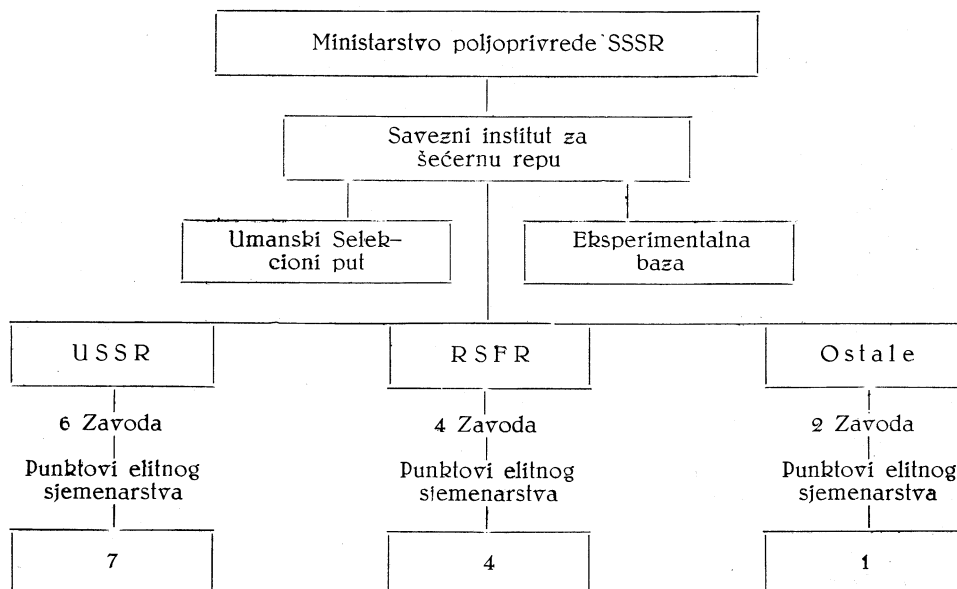 Ministarstvo poljoprivrede SSSR
Savezni institut za
šećernu repu
Umanski Selek–
cioni put
Eksperimentalna
baza
USSR
RSFR
Ostale
6 Zavoda
4 Zavoda
2 Zavoda
Punktovi elitnog
sjemenarstva
Punktovi elitnog
sjemenarstva
Punktovi elitnog
sjemenarstva
7
4
1